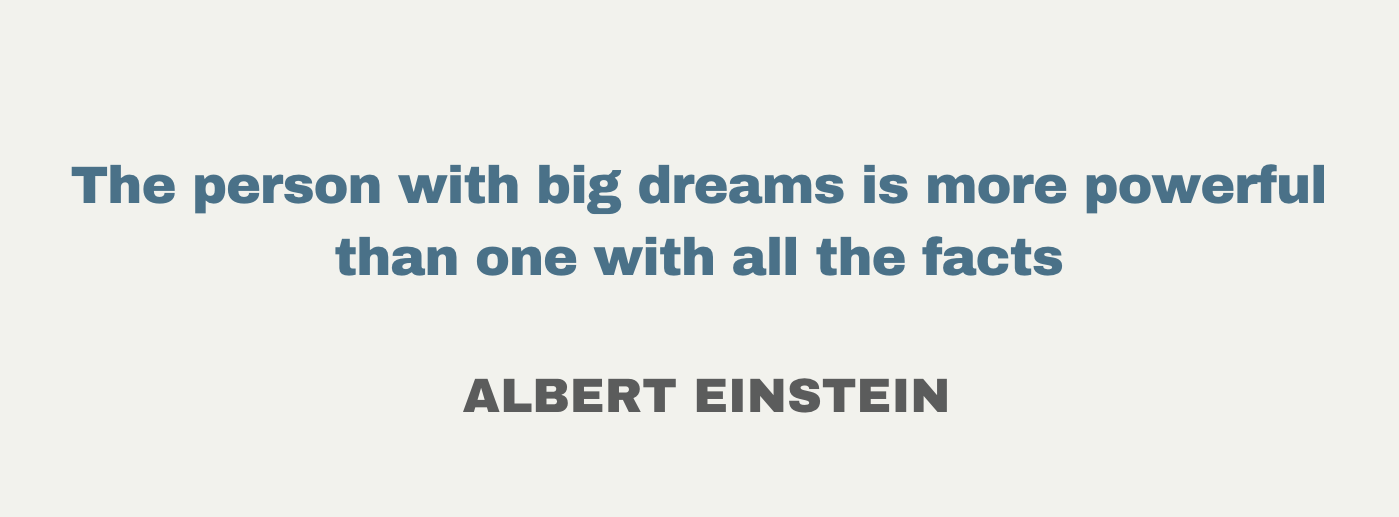 The person with big dreams is more powerful
than one with all the facts
ALBERT EINSTEIN